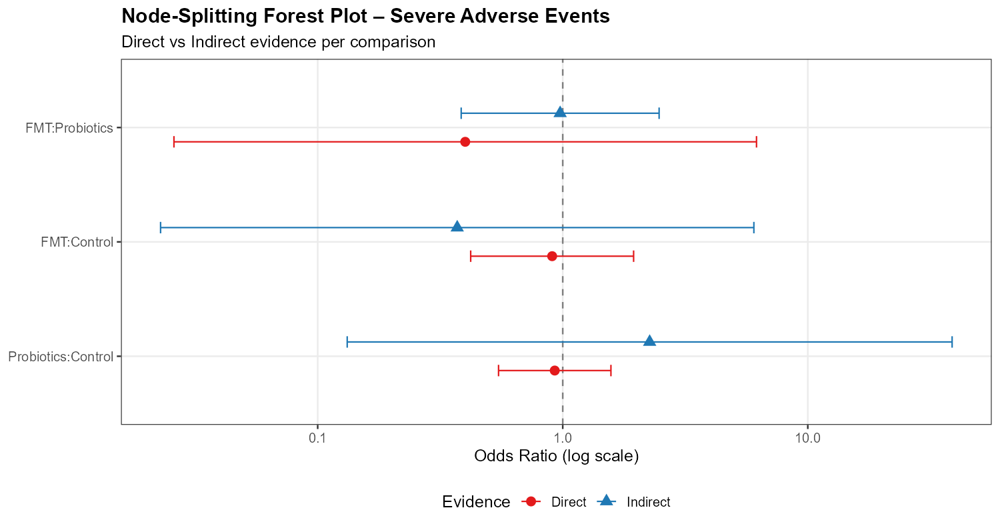 Node-Splitting Forest Plot – Severe Adverse Events
Direct vs Indirect evidence per comparison
FMT:Probiotics
FMT:Control
Probiotics:Control
0.1
1.0
10.0
Odds Ratio (log scale)
Evidence Direct Indirect